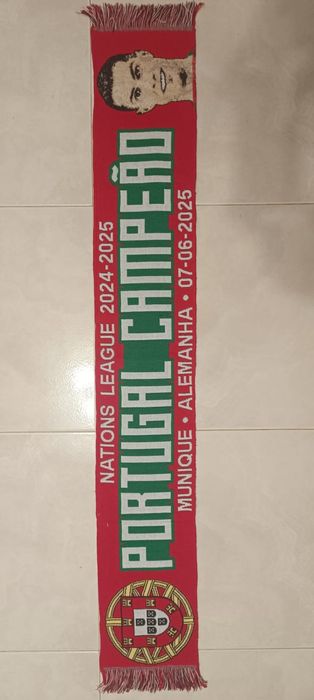 NATIONS LEAGUE 2024-2025
PORTUGAL CAMPEÃO
MUNIQUE • ALEMANHA • 07-06-2025